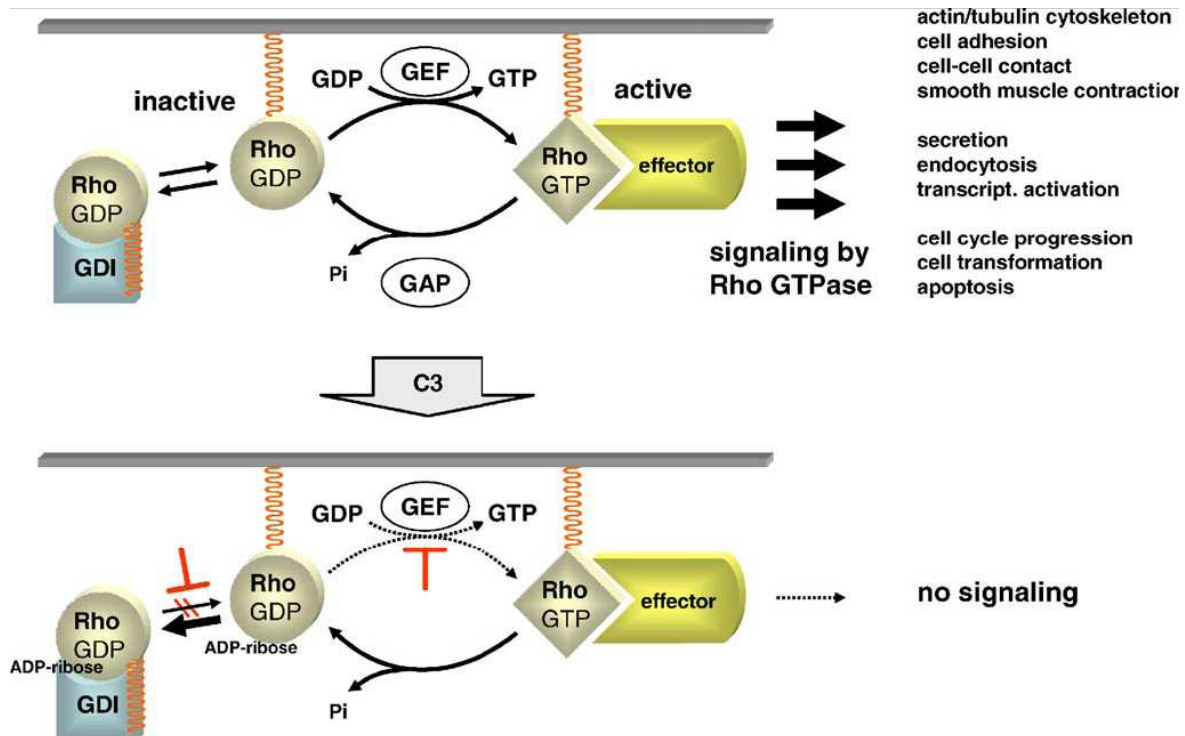 actin/tubulin cytoskeleton
cell adhesion
cell-cell contact
smooth muscle contraction
GDP
GEF
GTP
inactive
active
secretion
endocytosis
transcript. activation
Rho
GDP
Rho
GTP
effector
Rho
GDP
GDI
Pi
GAP
signaling by
Rho GTPase
cell cycle progression
cell transformation
apoptosis
C3
GDP
GEF
GTP
Rho
GDP
ADP-ribose
Rho
GTP
effector
no signaling
Rho
GDP
ADP-ribose
GDI
Pi